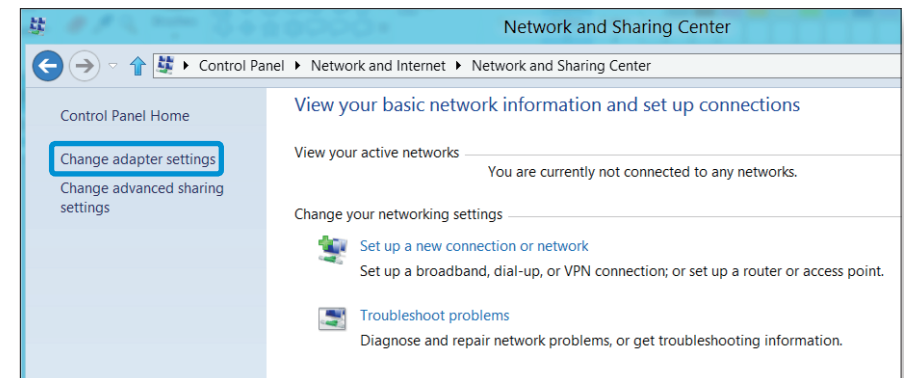 Network and Sharing Center
Control Panel Network and Internet Network and Sharing Center
Control Panel Home
Change adapter settings
Change advanced sharing
settings
View your basic network information and set up connections
View your active networks
You are currently not connected to any networks.
Change your networking settings
Set up a new connection or network
Set up a broadband, dial-up, or VPN connection; or set up a router or access point.
Troubleshoot problems
Diagnose and repair network problems, or get troubleshooting information.